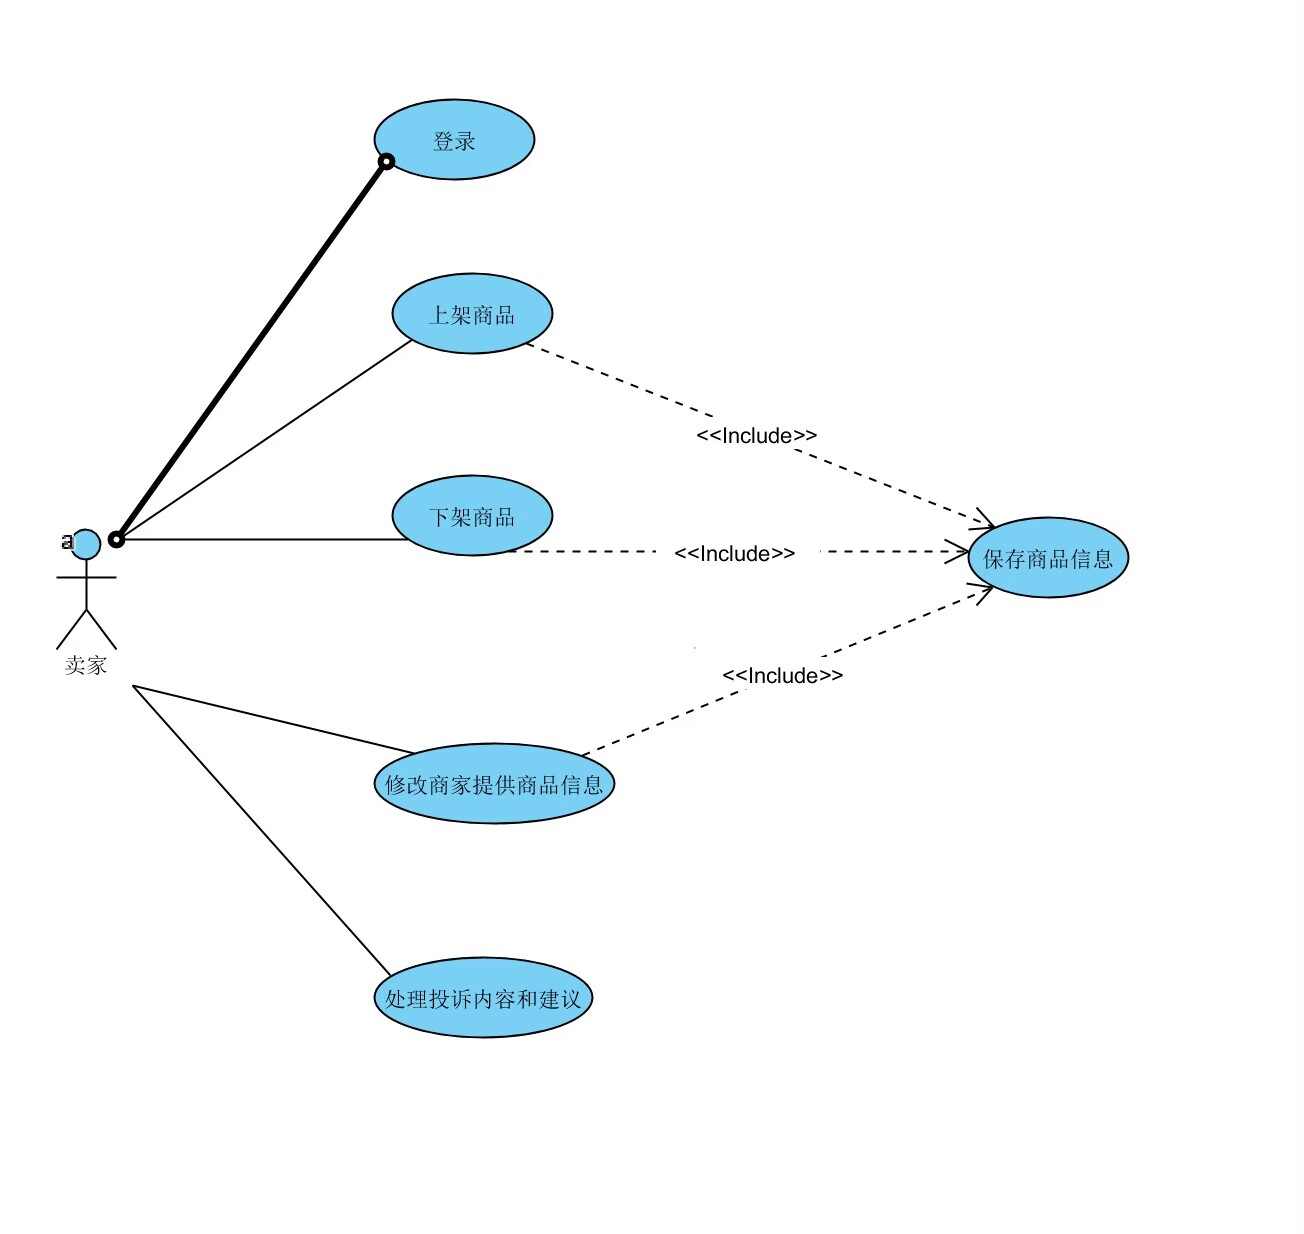 登录
上架商品
<<Include>>
下架商品
a
<<Include>>
保存商品信息
卖家
<<Include>>
修改商家提供商品信息
处理投诉内容和建议